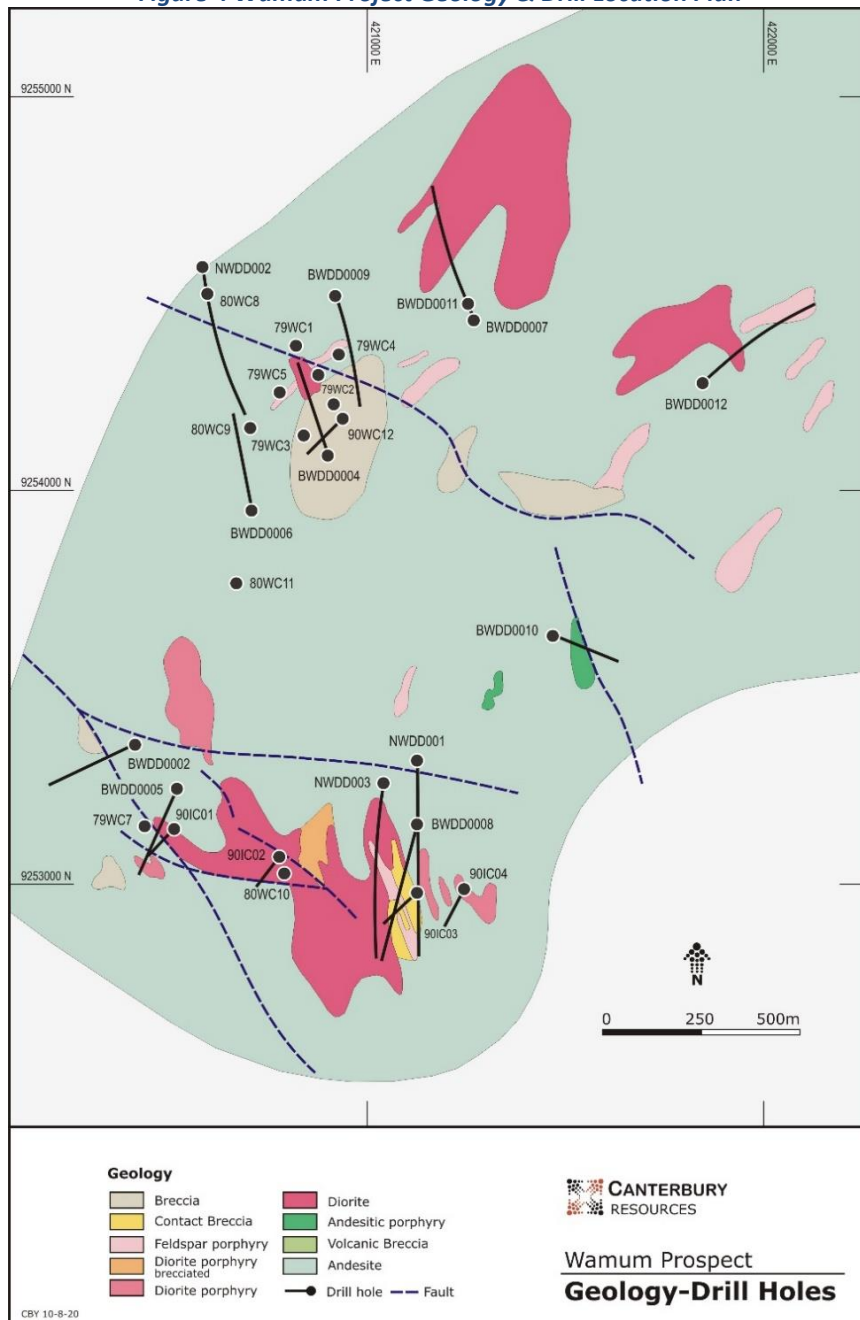 Figure 4 Wamum Project Geology & Drill Location Plan
421000 E
422000 E
9255000 N
NWDD002
BWDD0009
80WC8
BWDD0011
BWDD0007
79WC1
79WC4
79WC5
79WC2
BWDD0012
80WC9
79WC3
90WC12
BWDD0004
9254000 N
BWDD0006
80WC11
BWDD0010
NWDD001
BWDD0002
NWDD003
BWDD0005
BWDD0008
79WC7
90IC01
90IC02
80WC10
90IC04
9253000 N
90IC03
N
0 250 500m
Geology
Breccia
Contact Breccia
Feldspar porphyry
Diorite porphyry
brecciated
Diorite porphyry
Diorite
Andesitic porphyry
Volcanic Breccia
Andesite
Drill hole
Fault
CANTERBURY
RESOURCES
Wamum Prospect
Geology-Drill Holes
CBY 10-8-20